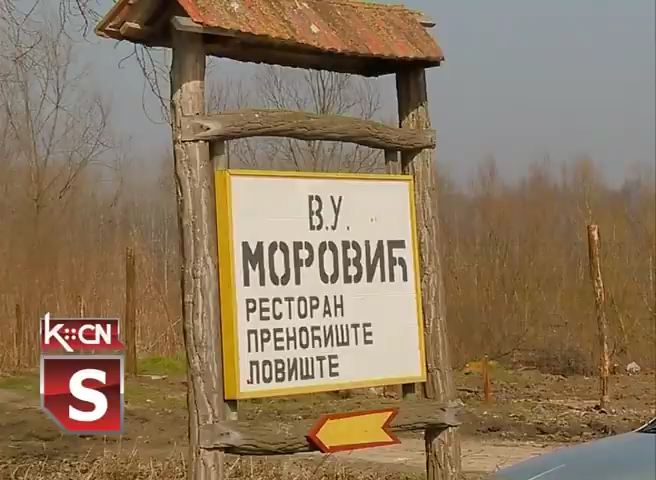 В.У.
МОРОВИЋ
РЕСТОРАН
ПРЕНОЋИШТЕ
ЛОВИШТЕ
K::CN
S